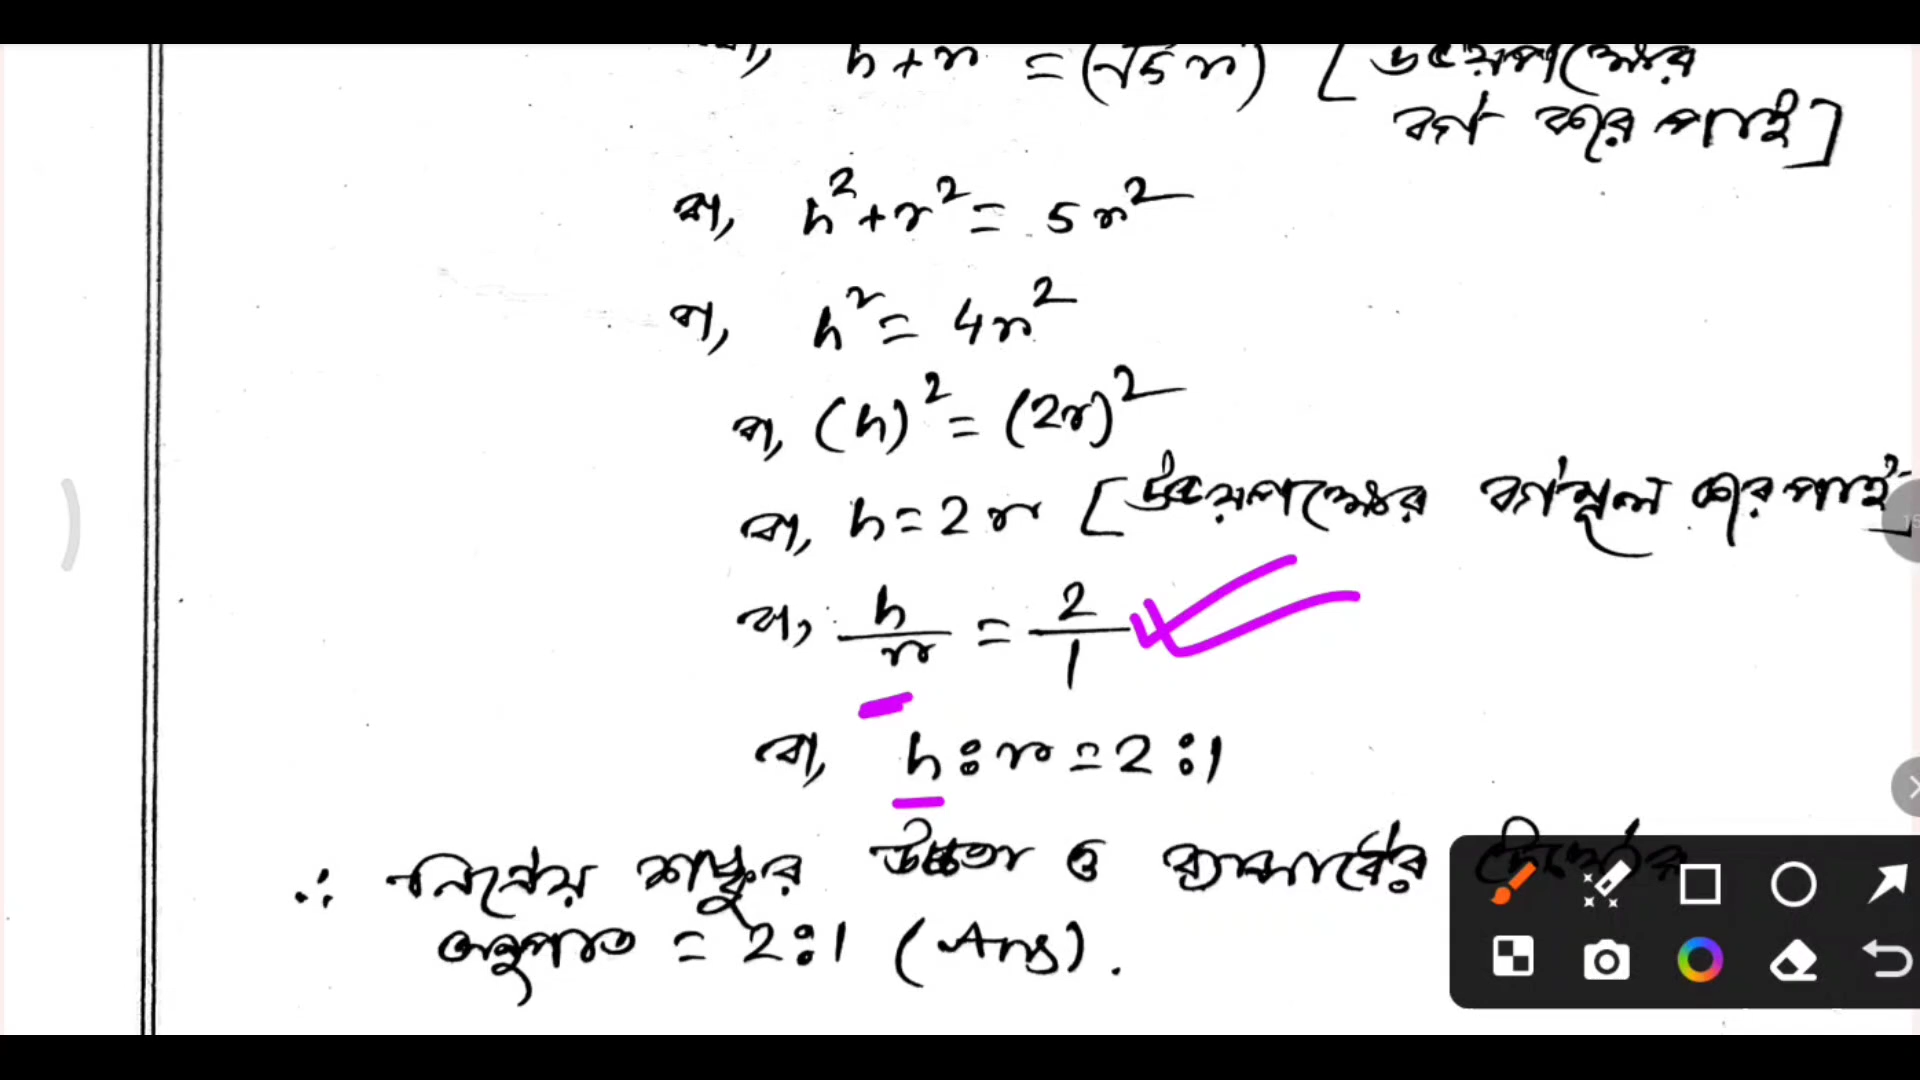 h + r = (√5 r) [উভয়পক্ষের
বর্গ করে পাই]
বা, h² + r² = 5r²
বা, h² = 4r²
বা, (h)² = (2r)²
বা, h = 2r [উভয়পক্ষের বর্গমূল করে পাই]
বা, h/r = 2/1
বা, h : r = 2 : 1
∴ নির্ণেয় শঙ্কুর উচ্চতা ও ব্যাসার্ধের
অনুপাত = 2 : 1 (Ans).